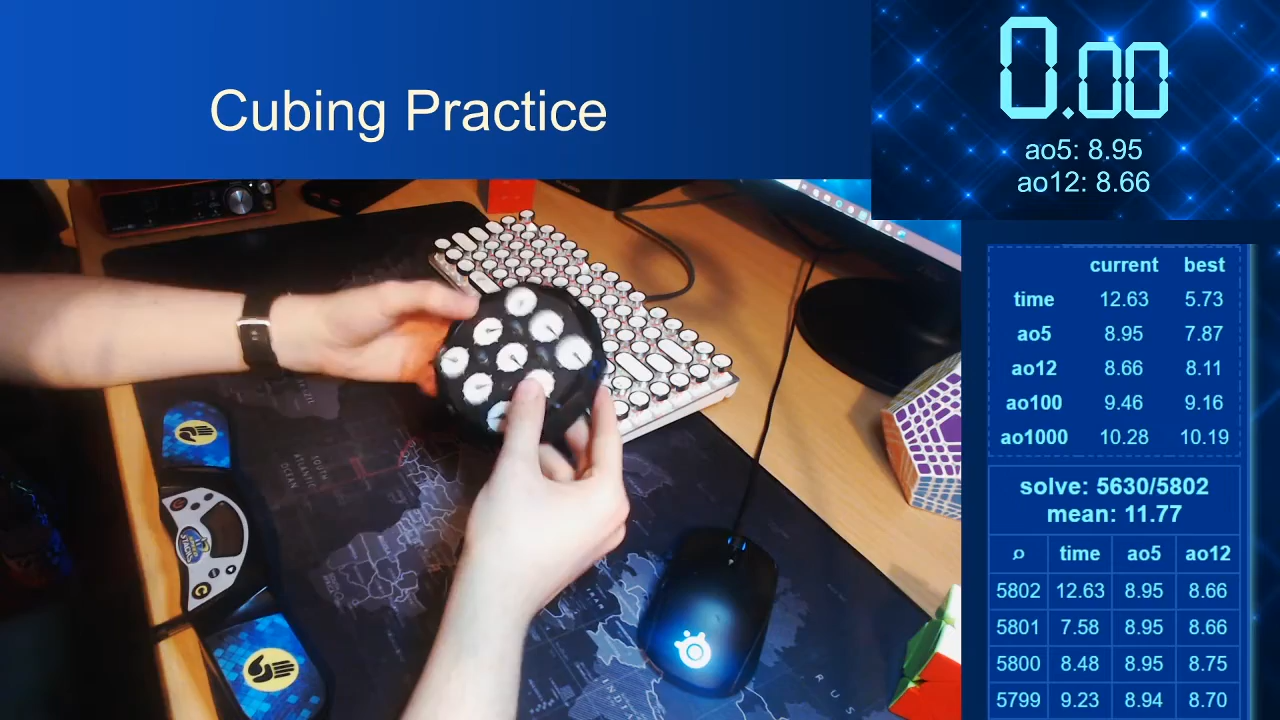 Cubing Practice
0.00
ao5: 8.95
ao12: 8.66
current best
time 12.63 5.73
ao5 8.95 7.87
ao12 8.66 8.11
ao100 9.46 9.16
ao1000 10.28 10.19
solve: 5630/5802
mean: 11.77
time ao5 ao12
5802 12.63 8.95 8.66
5801 7.58 8.95 8.66
5800 8.48 8.95 8.75
5799 9.23 8.94 8.70
SOUTH
ATLANTIC
OCEAN